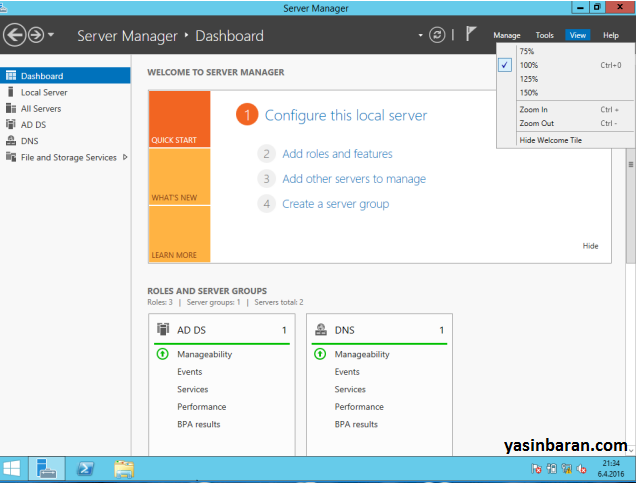 Server Manager
Server Manager ‣ Dashboard
Manage Tools View Help
75%
100% Ctrl+0
125%
150%
Zoom In Ctrl +
Zoom Out Ctrl -
Hide Welcome Tile
Dashboard
Local Server
All Servers
AD DS
DNS
File and Storage Services
WELCOME TO SERVER MANAGER
QUICK START
WHAT'S NEW
LEARN MORE
1 Configure this local server
2 Add roles and features
3 Add other servers to manage
4 Create a server group
Hide
ROLES AND SERVER GROUPS
Roles: 3 | Server groups: 1 | Servers total: 2
AD DS 1
Manageability
Events
Services
Performance
BPA results
DNS 1
Manageability
Events
Services
Performance
BPA results
yasinbaran.com
21:34
6.4.2016